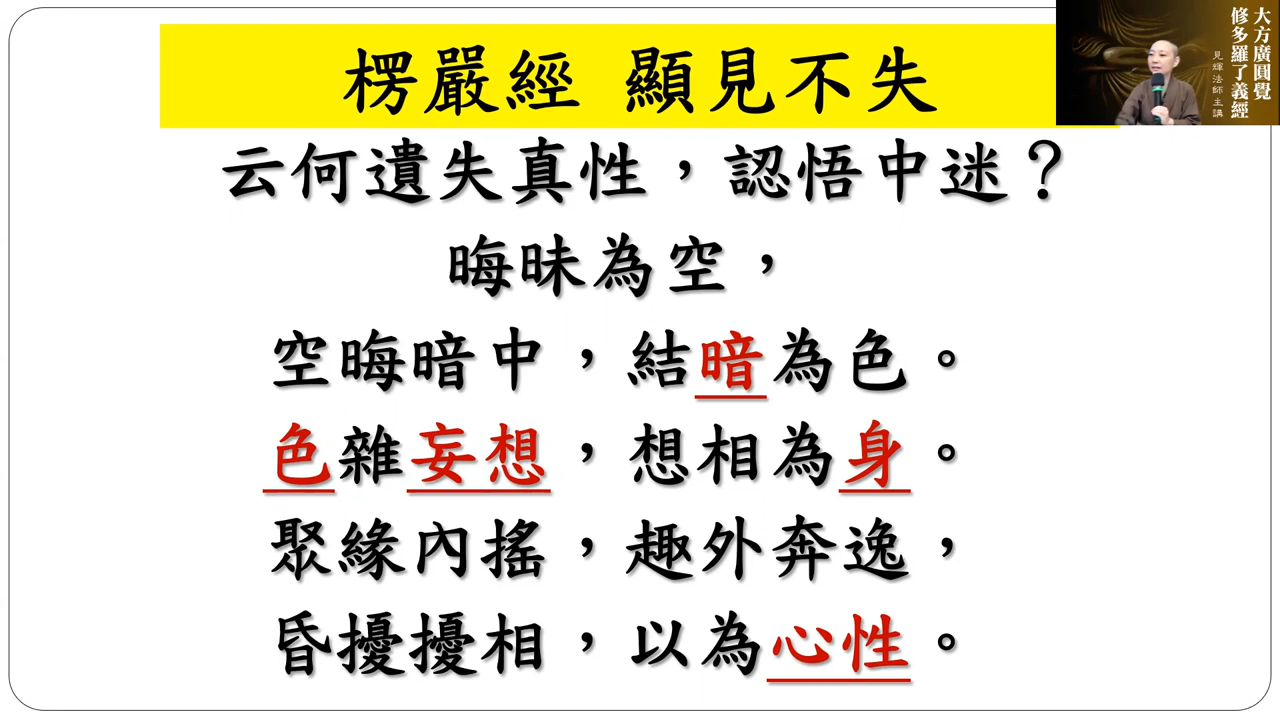 楞嚴經 顯見不失
云何遺失真性，認悟中迷？
晦昧為空，
空晦暗中，結暗為色。
色雜妄想，想相為身。
聚緣內搖，趣外奔逸，
昏擾擾相，以為心性。
大方廣圓覺
修多羅了義經
見輝法師主講